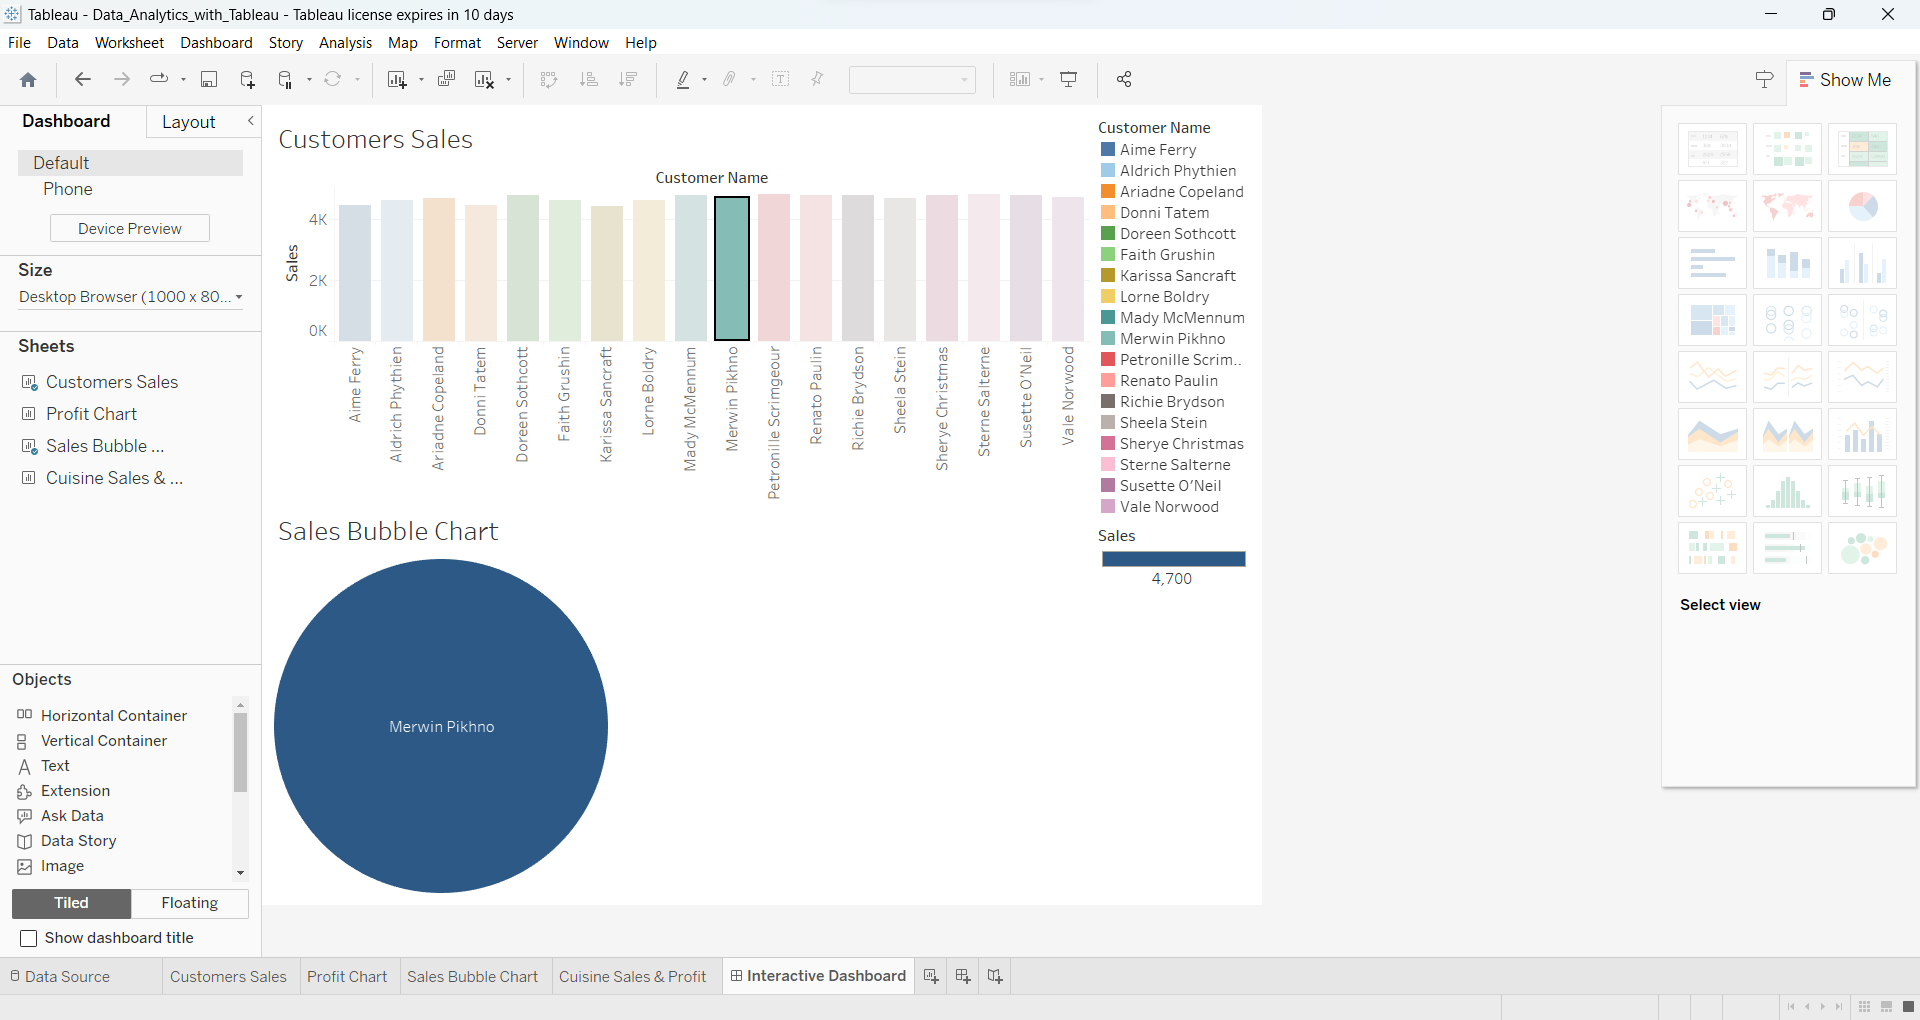 Tableau - Data_Analytics_with_Tableau - Tableau license expires in 10 days
File Data Worksheet Dashboard Story Analysis Map Format Server Window Help
Show Me
Dashboard
Layout
Default
Phone
Device Preview
Size
Desktop Browser (1000 x 80...
Sheets
Customers Sales
Profit Chart
Sales Bubble ...
Cuisine Sales & ...
Objects
Horizontal Container
Vertical Container
Text
Extension
Ask Data
Data Story
Image
Tiled
Floating
Show dashboard title
Customers Sales
Customer Name
Sales
4K
2K
0K
Aime Ferry
Aldrich Phythien
Ariadne Copeland
Donni Tatem
Doreen Sothcott
Faith Grushin
Karissa Sancraft
Lorne Boldry
Mady McMennum
Merwin Pikhno
Petronille Scrimgeour
Renato Paulin
Richie Brydson
Sheela Stein
Sherye Christmas
Sterne Salterne
Susette O'Neil
Vale Norwood
Sales Bubble Chart
Merwin Pikhno
Customer Name
Aime Ferry
Aldrich Phythien
Ariadne Copeland
Donni Tatem
Doreen Sothcott
Faith Grushin
Karissa Sancraft
Lorne Boldry
Mady McMennum
Merwin Pikhno
Petronille Scrim..
Renato Paulin
Richie Brydson
Sheela Stein
Sherye Christmas
Sterne Salterne
Susette O'Neil
Vale Norwood
Sales
4,700
Select view
Data Source
Customers Sales
Profit Chart
Sales Bubble Chart
Cuisine Sales & Profit
Interactive Dashboard